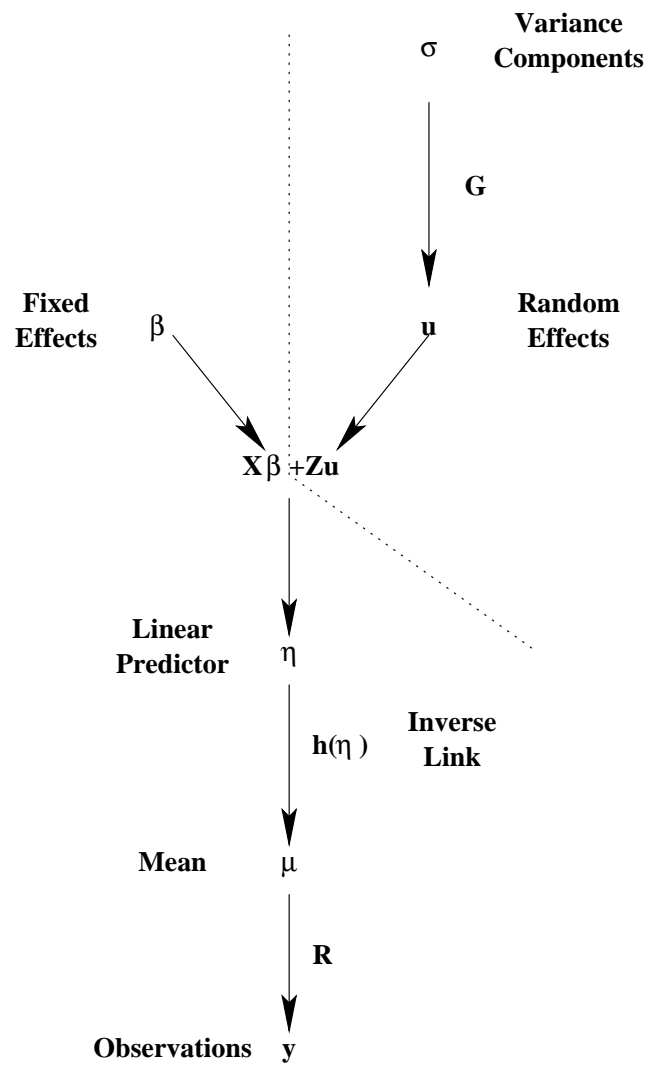 Variance
Components
σ
G
Fixed
Effects
β
u
Random
Effects
Xβ +Zu
Linear
Predictor
η
h(η )
Inverse
Link
Mean
μ
R
Observations
y